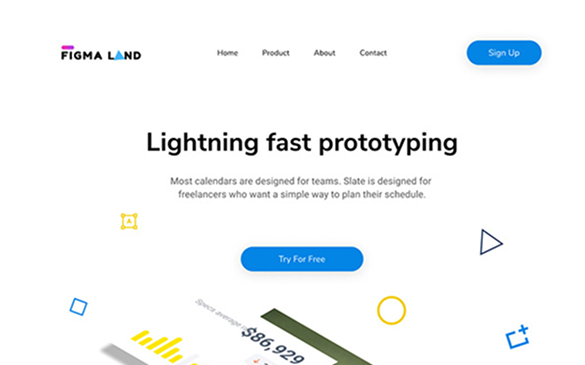 FIGMA LAND
Home Product About Contact Sign Up
Lightning fast prototyping
Most calendars are designed for teams. Slate is designed for
freelancers who want a simple way to plan their schedule.
A
Try For Free
Specs average
$86,929